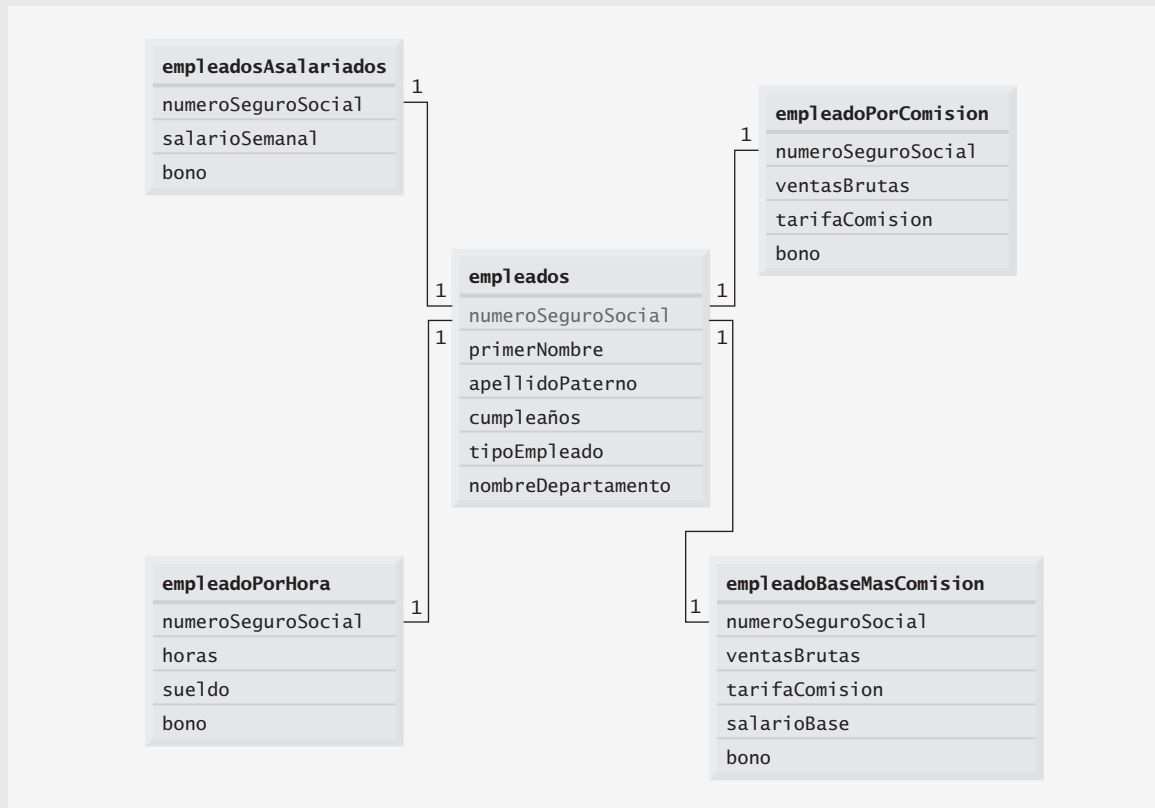 empleadosAsalariados
numeroSeguroSocial
salarioSemanal
bono
1
1
empleadoPorComision
numeroSeguroSocial
ventasBrutas
tarifaComision
bono
1
1
empleados
numeroSeguroSocial
primerNombre
apellidoPaterno
cumpleaños
tipoEmpleado
nombreDepartamento
1
1
empleadoPorHora
numeroSeguroSocial
horas
sueldo
bono
1
1
empleadoBaseMasComision
numeroSeguroSocial
ventasBrutas
tarifaComision
salarioBase
bono